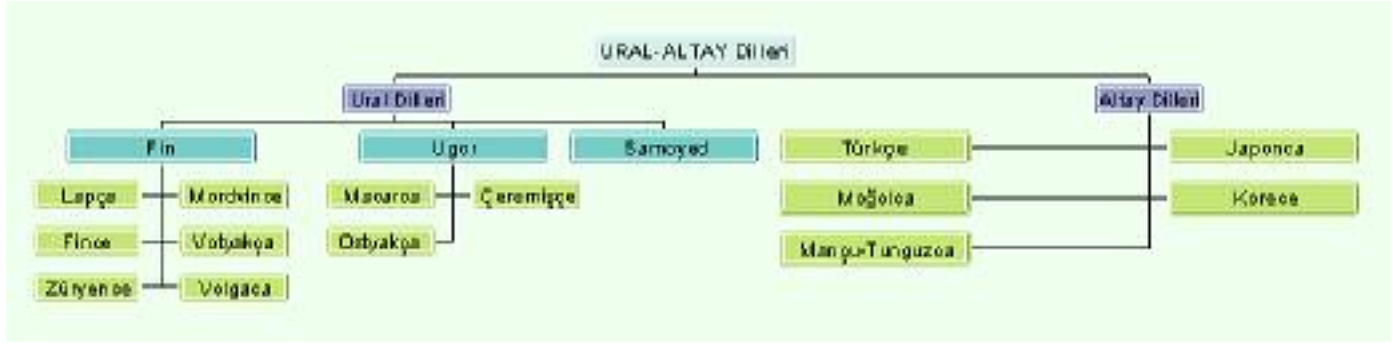 URAL-ALTAY Dilleri
Ural Dilleri
Altay Dilleri
Fin
Ugor
Samoyed
Türkçe
Japonca
Lapça
Mordvince
Macarca
Çeremişçe
Moğolca
Korece
Fince
Votyakça
Ostyakça
Mançu-Tunguzca
Züryence
Volgaca